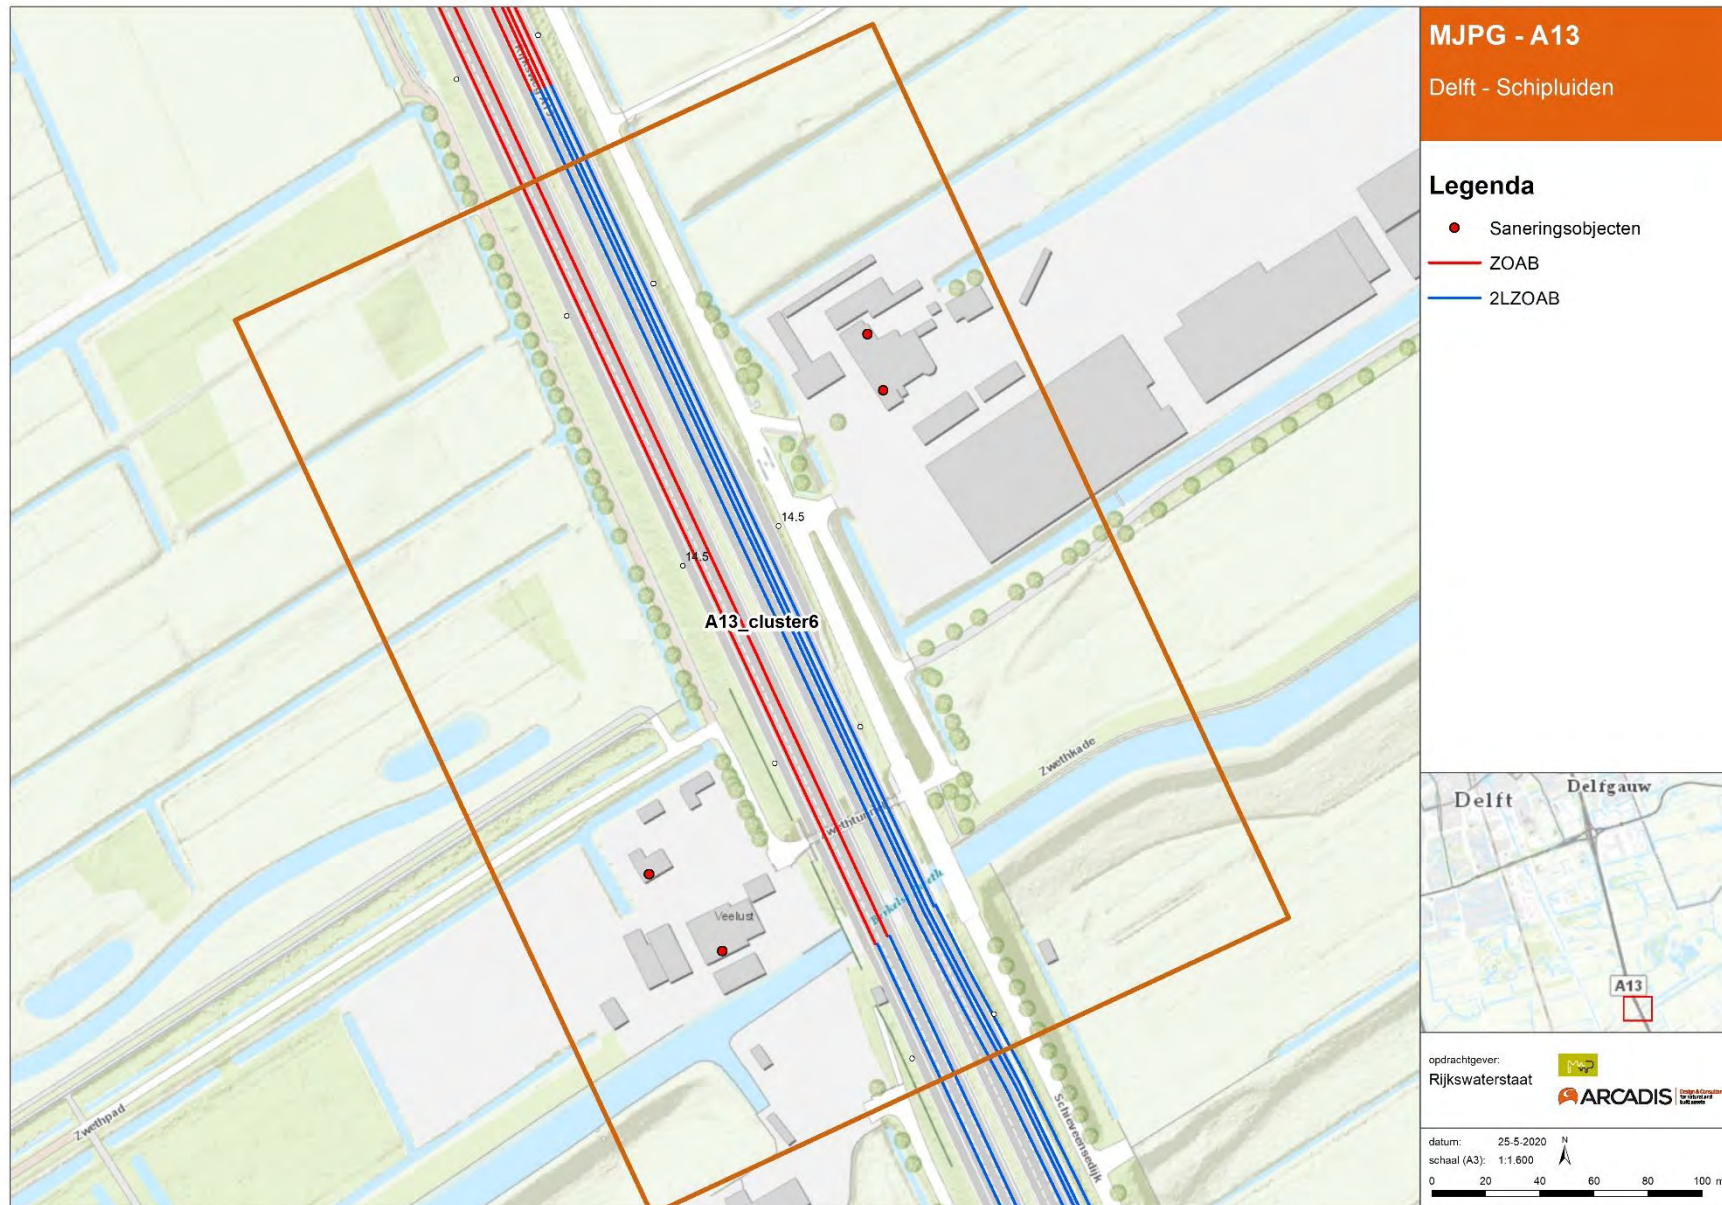 MJPG - A13
Delft - Schipluiden
Legenda
Saneringsobjecten
ZOAB
2LZOAB
14.5
14.5
A13_cluster6
Zwethkade
Veelust
Zwethpad
Schieveensedijk
Delft
Delfgauw
A13
opdrachtgever:
Rijkswaterstaat
ARCADIS
datum: 25-5-2020
schaal (A3): 1:1.600
N
0 20 40 60 80 100 m